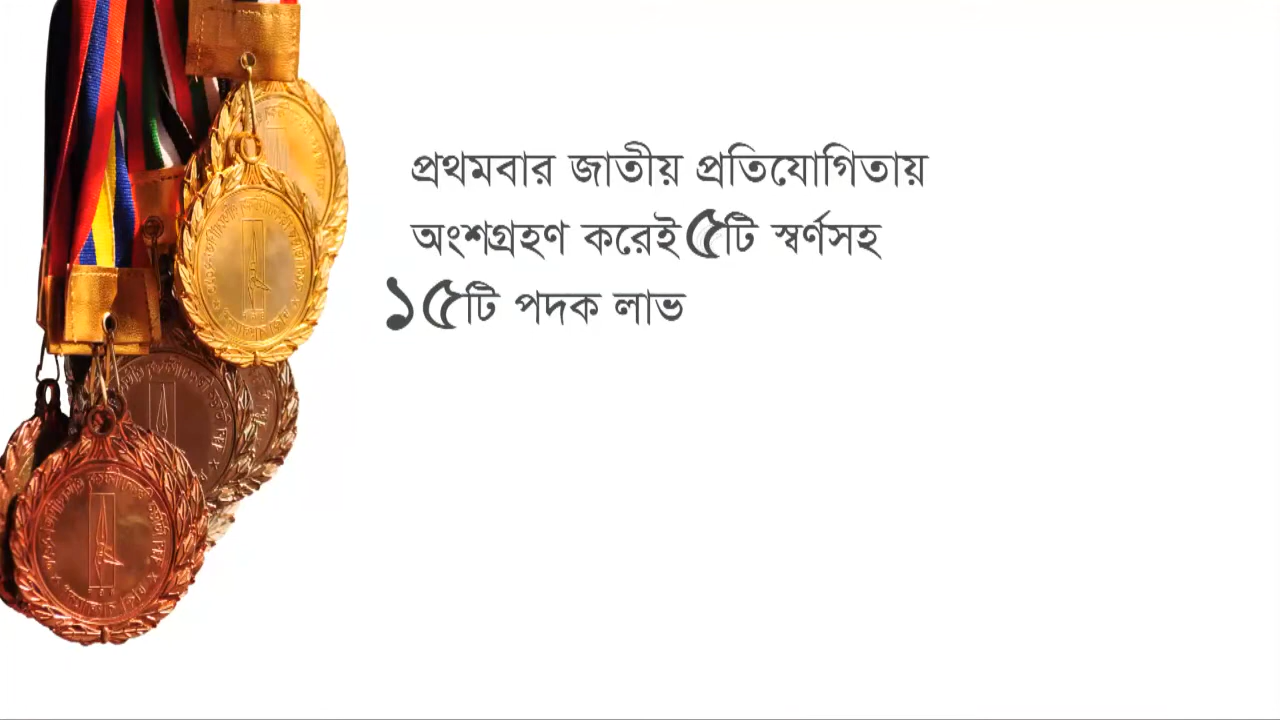 প্রথমবার জাতীয় প্রতিযোগিতায়
অংশগ্রহণ করেই ৫টি স্বর্ণসহ
১৫টি পদক লাভ